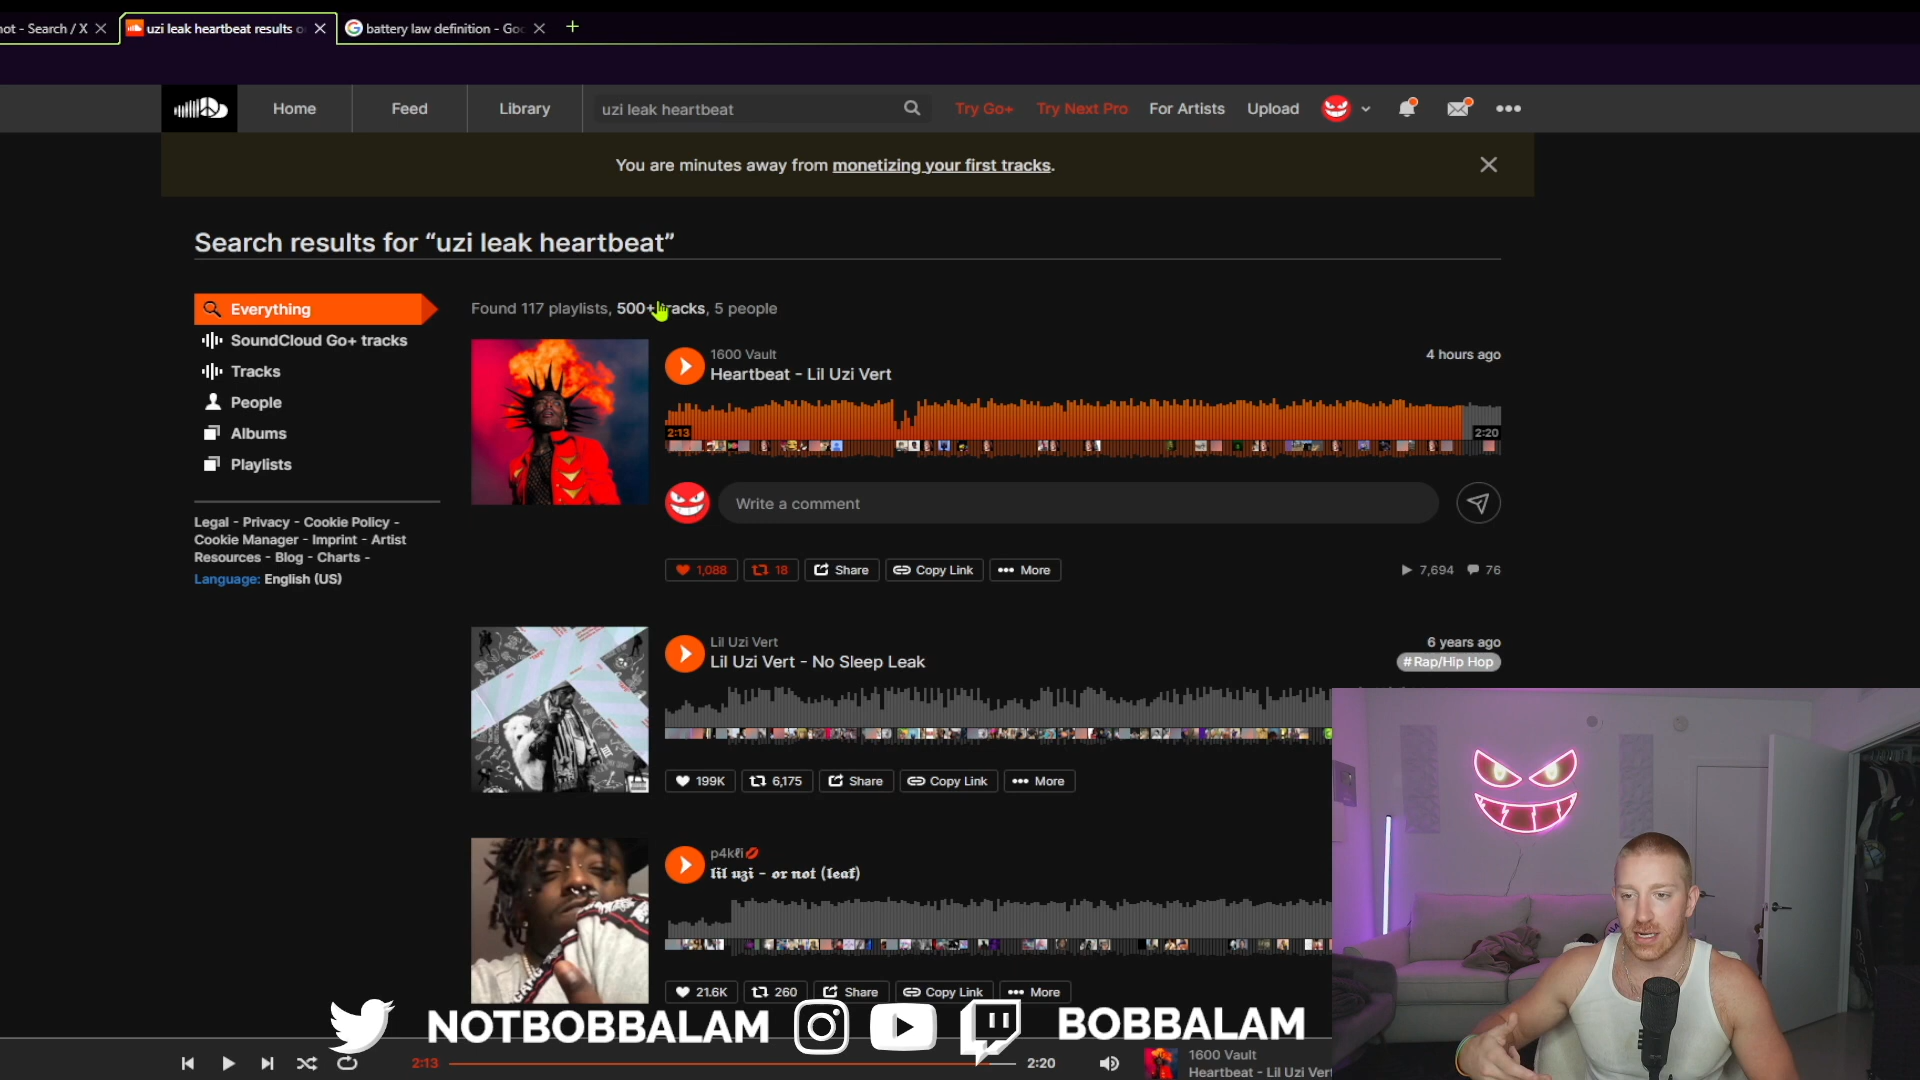 not - Search / X
uzi leak heartbeat results o
battery law definition - Goo
Home
Feed
Library
uzi leak heartbeat
Try Go+
Try Next Pro
For Artists
Upload
You are minutes away from monetizing your first tracks.
Search results for “uzi leak heartbeat”
Everything
SoundCloud Go+ tracks
Tracks
People
Albums
Playlists
Legal - Privacy - Cookie Policy -
Cookie Manager - Imprint - Artist
Resources - Blog - Charts -
Language: English (US)
Found 117 playlists, 500+ tracks, 5 people
1600 Vault
4 hours ago
Heartbeat - Lil Uzi Vert
2:13
2:20
Write a comment
1,088
18
Share
Copy Link
More
7,694
76
Lil Uzi Vert
6 years ago
Lil Uzi Vert - No Sleep Leak
# Rap/Hip Hop
199K
6,175
Share
Copy Link
More
lil uzi - or not (leak)
21.6K
260
Share
Copy Link
More
NOTBOBBALAM
BOBBALAM
2:13
2:20
1600 Vault
Heartbeat - Lil Uzi Vert